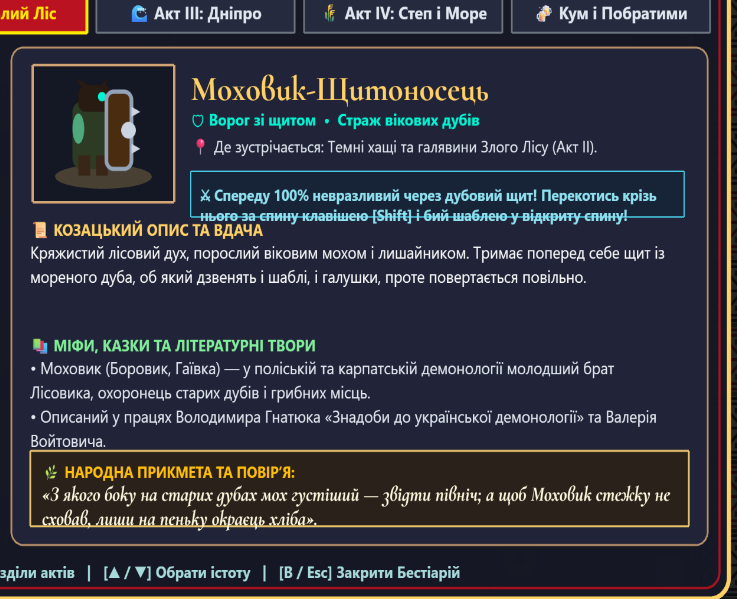 лий Ліс
🌊 Акт III: Дніпро
🌾 Акт IV: Степ і Море
🍻 Кум і Побратими
Моховик-Щитоносець
🛡 Ворог зі щитом • Страж вікових дубів
📍 Де зустрічається: Темні хащі та галявини Злого Лісу (Акт II).
⚔ Спереду 100% невразливий через дубовий щит! Перекотись крізь
нього за спину клавішею [Shift] і бий шаблею у відкриту спину!
📜 КОЗАЦЬКИЙ ОПИС ТА ВДАЧА
Кряжистий лісовий дух, порослий віковим мохом і лишайником. Тримає поперед себе щит із
мореного дуба, об який дзвенять і шаблі, і галушки, проте повертається повільно.
📚 МІФИ, КАЗКИ ТА ЛІТЕРАТУРНІ ТВОРИ
• Моховик (Боровик, Гаївка) — у поліській та карпатській демонології молодший брат
Лісовика, охоронець старих дубів і грибних місць.
• Описаний у працях Володимира Гнатюка «Знадоби до української демонології» та Валерія
Войтовича.
🌿 НАРОДНА ПРИКМЕТА ТА ПОВІР'Я:
«З якого боку на старих дубах мох густіший — звідти північ; а щоб Моховик стежку не
сховав, лиши на пеньку окраєць хліба».
зділи актів | [▲ / ▼] Обрати істоту | [B / Esc] Закрити Бестіарій